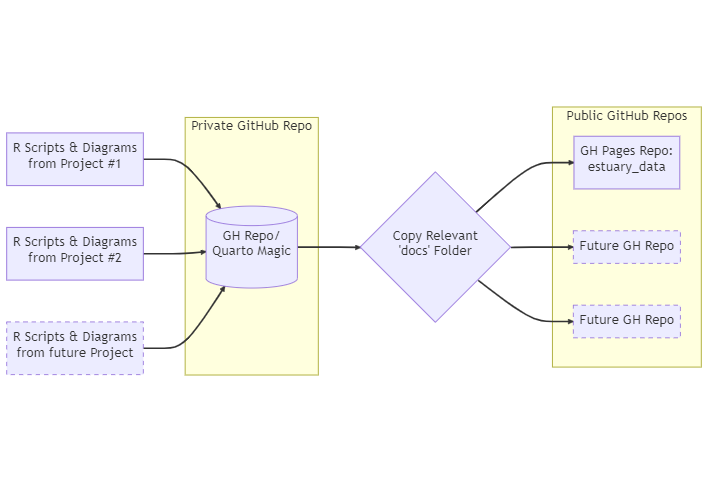 R Scripts & Diagrams
from Project #1
R Scripts & Diagrams
from Project #2
R Scripts & Diagrams
from future Project
Private GitHub Repo
GH Repo/
Quarto Magic
Copy Relevant
'docs' Folder
Public GitHub Repos
GH Pages Repo:
estuary_data
Future GH Repo
Future GH Repo